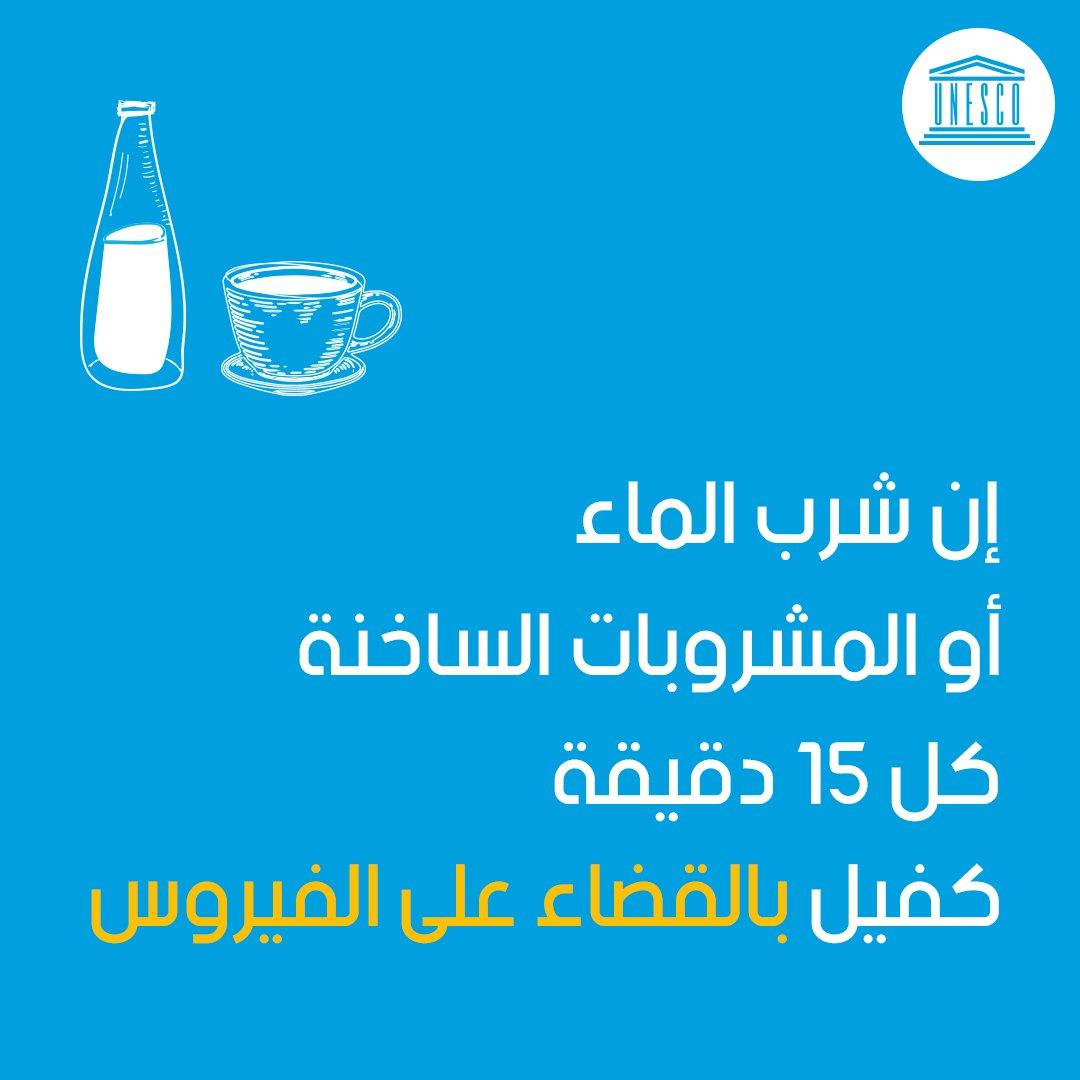 UNESCO
إن شرب الماء
أو المشروبات الساخنة
كل 15 دقيقة
كفيل بالقضاء على الفيروس